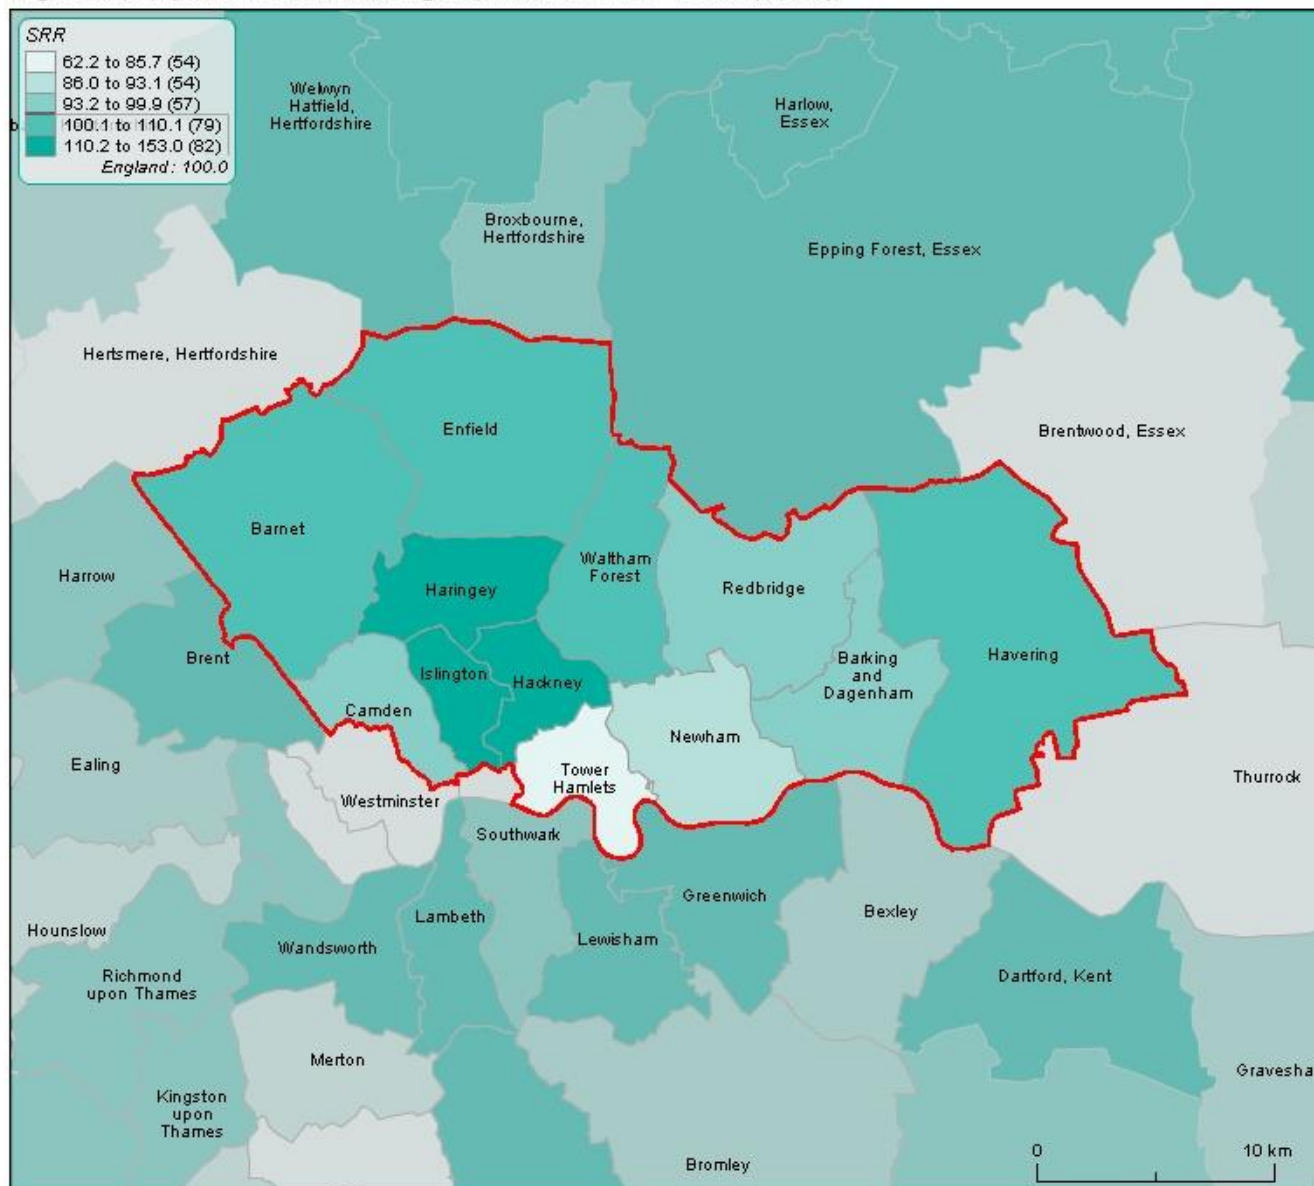 SRR
62.2 to 85.7 (54)
86.0 to 93.1 (54)
93.2 to 99.9 (57)
100.1 to 110.1 (79)
110.2 to 153.0 (82)
England: 100.0
Welwyn
Hatfield,
Hertfordshire
Harlow,
Essex
Broxbourne,
Hertfordshire
Epping Forest, Essex
Hertsmere, Hertfordshire
Enfield
Brentwood, Essex
Barnet
Harrow
Haringey
Waltham
Forest
Redbridge
Brent
Islington
Hackney
Barking
and
Dagenham
Havering
Camden
Newham
Ealing
Tower
Hamlets
Thurrock
Westminster
Southwark
Greenwich
Bexley
Lambeth
Hounslow
Wandsworth
Lewisham
Richmond
upon Thames
Dartford, Kent
Merton
Gravesha
Kingston
upon
Thames
Bromley
0 10 km